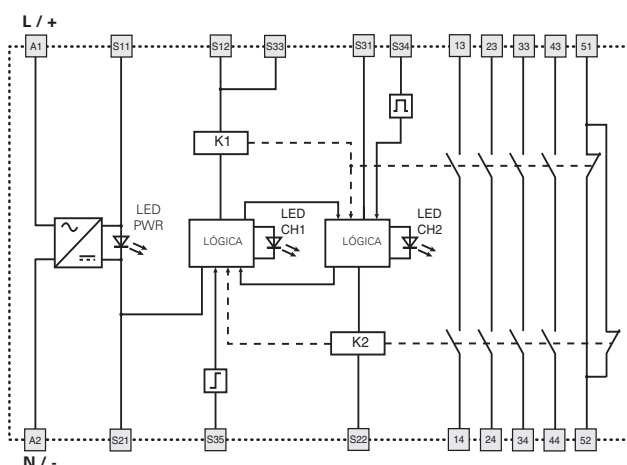 L / +
A1 S11 S12 S33 S31 S34 13 23 33 43 51
K1
LED
PWR
LÓGICA
LED
CH1
LÓGICA
LED
CH2
K2
A2 S21 S35 S22 14 24 34 44 52
N / -